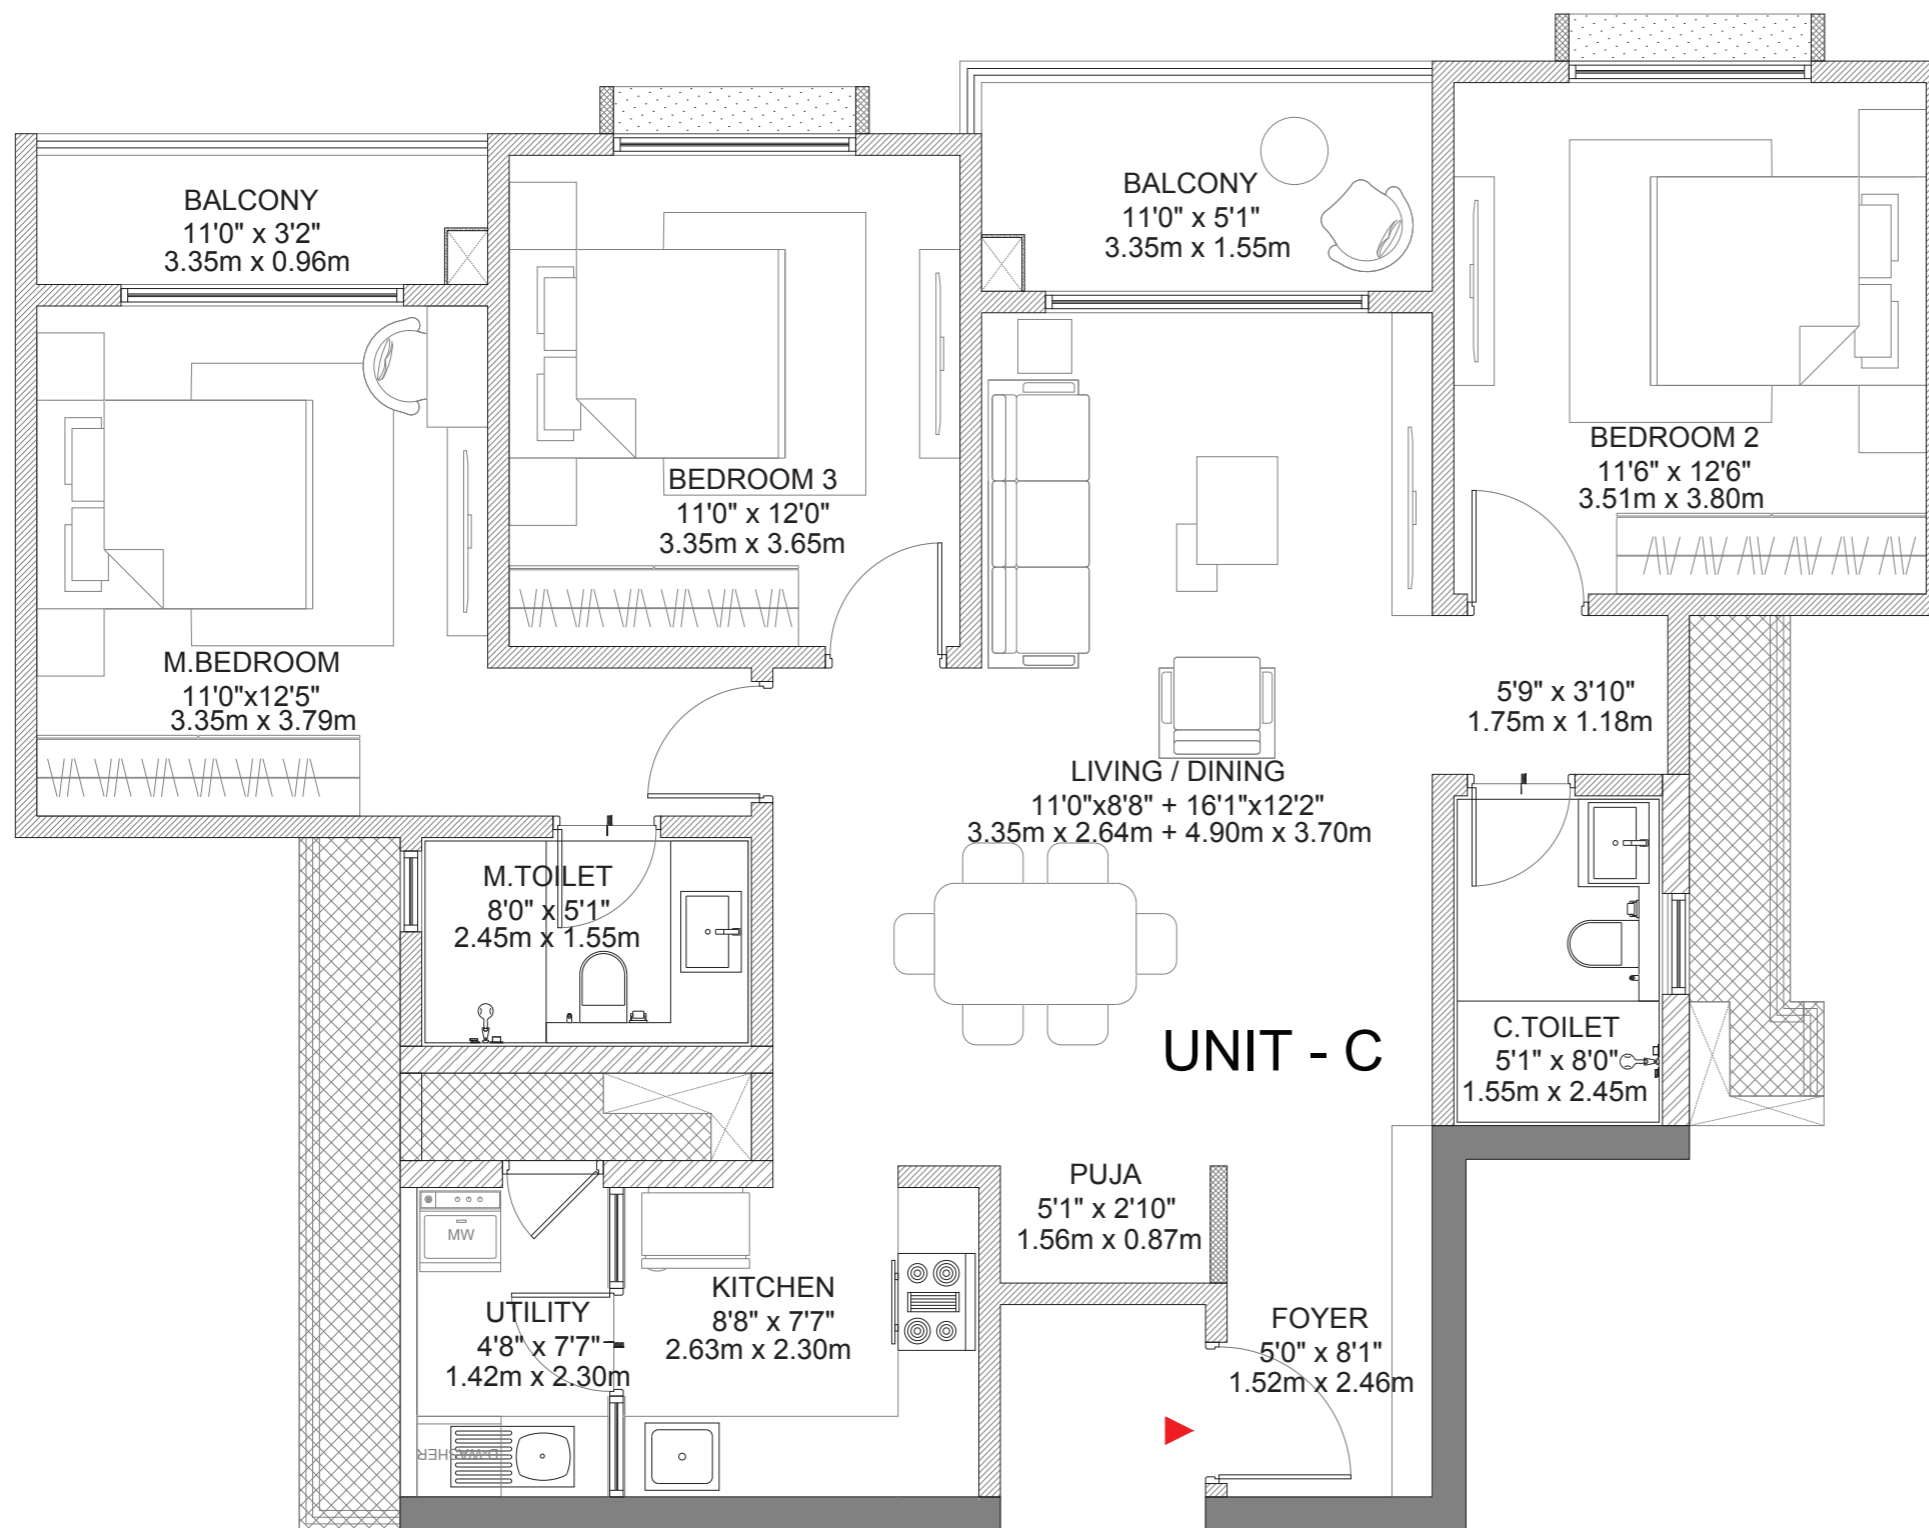 BALCONY
11'0" x 3'2"
3.35m x 0.96m
BALCONY
11'0" x 5'1"
3.35m x 1.55m
BEDROOM 2
11'6" x 12'6"
3.51m x 3.80m
BEDROOM 3
11'0" x 12'0"
3.35m x 3.65m
M.BEDROOM
11'0"x12'5"
3.35m x 3.79m
5'9" x 3'10"
1.75m x 1.18m
LIVING / DINING
11'0"x8'8" + 16'1"x12'2"
3.35m x 2.64m + 4.90m x 3.70m
M.TOILET
8'0" x 5'1"
2.45m x 1.55m
UNIT - C
C.TOILET
5'1" x 8'0"
1.55m x 2.45m
PUJA
5'1" x 2'10"
1.56m x 0.87m
MW
KITCHEN
8'8" x 7'7"
2.63m x 2.30m
UTILITY
4'8" x 7'7"
1.42m x 2.30m
FOYER
5'0" x 8'1"
1.52m x 2.46m
D-WASHER